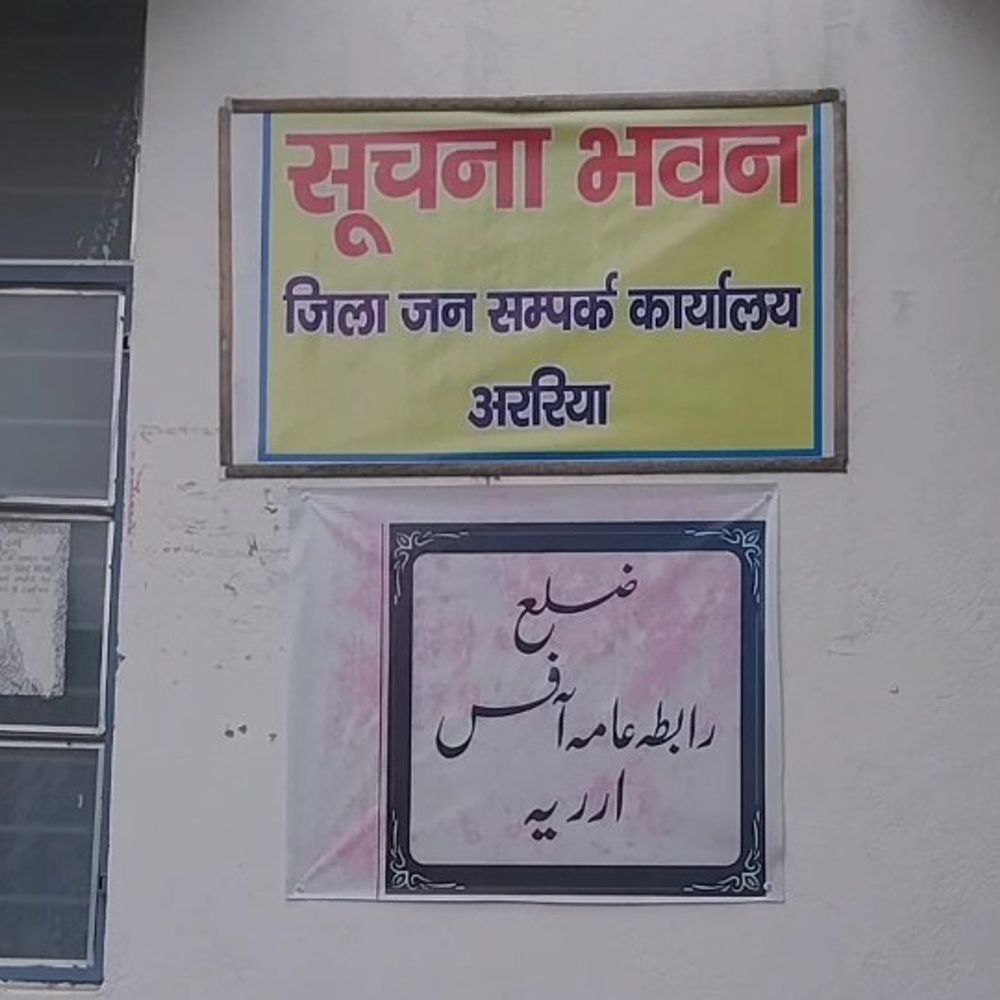 सूचना भवन
जिला जन सम्पर्क कार्यालय
अररिया
ضلع
رابطہ عامہ آفس
ارریہ